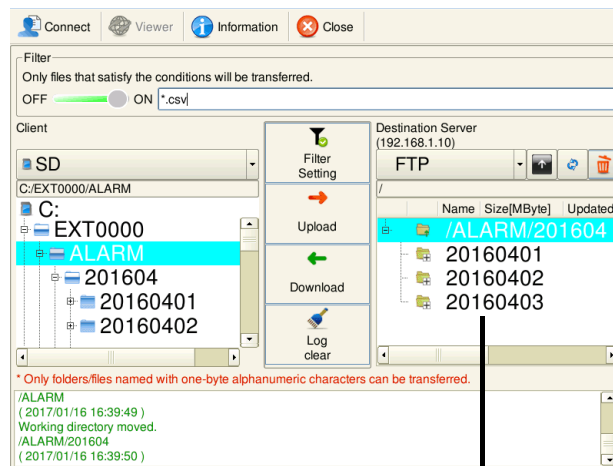 Connect Viewer Information Close
Filter
Only files that satisfy the conditions will be transferred.
OFF ON *.csv
Client
SD
C:/EXT0000/ALARM
C:
EXT0000
ALARM
201604
20160401
20160402
Filter
Setting
Upload
Download
Log
clear
Destination Server
(192.168.1.10)
FTP
/
Name Size[MByte] Updated
/ALARM/201604
20160401
20160402
20160403
* Only folders/files named with one-byte alphanumeric characters can be transferred.
/ALARM
( 2017/01/16 16:39:49 )
Working directory moved.
/ALARM/201604
( 2017/01/16 16:39:50 )